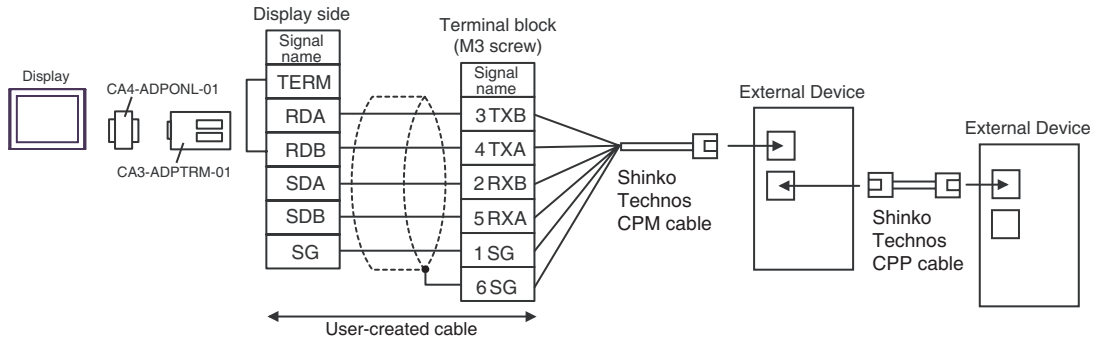 Display
CA4-ADPONL-01
CA3-ADPTRM-01
Display side
Signal
name
TERM
RDA
RDB
SDA
SDB
SG
Terminal block
(M3 screw)
Signal
name
3 TXB
4 TXA
2 RXB
5 RXA
1 SG
6 SG
User-created cable
Shinko
Technos
CPM cable
External Device
Shinko
Technos
CPP cable
External Device